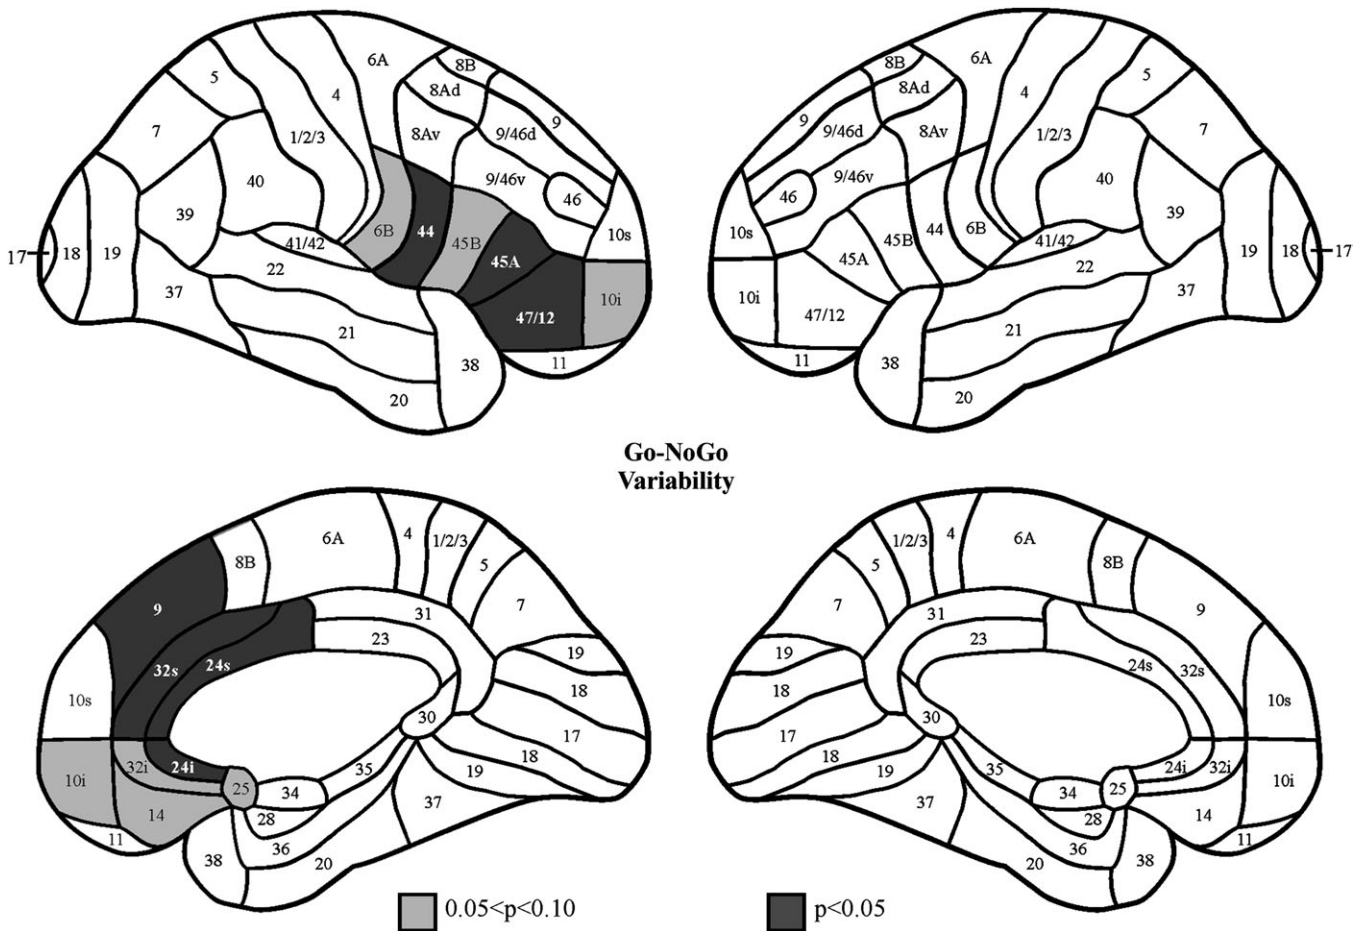 6A
8B
5
8Ad
4
9
7
1/2/3
8Av
9/46d
40
9/46v
46
39
6B
44
10s
41/42
45B
17
18
19
22
45A
37
10i
47/12
21
38
11
20
8B
6A
5
8Ad
4
9
9/46d
8Av
1/2/3
7
9/46v
46
40
39
10s
45B
44
6B
41/42
45A
22
19
18
17
10i
37
47/12
21
11
38
20
Go-NoGo
Variability
6A
4
1/2/3
8B
5
9
7
31
23
32s
24s
19
10s
18
30
17
32i
24i
18
10i
35
19
25
34
14
37
28
11
36
38
20
1/2/3
4
6A
8B
5
7
9
31
23
19
24s
32s
18
10s
30
17
18
24i
32i
35
19
10i
34
25
37
14
28
11
36
38
20
0.05<p<0.10
p<0.05